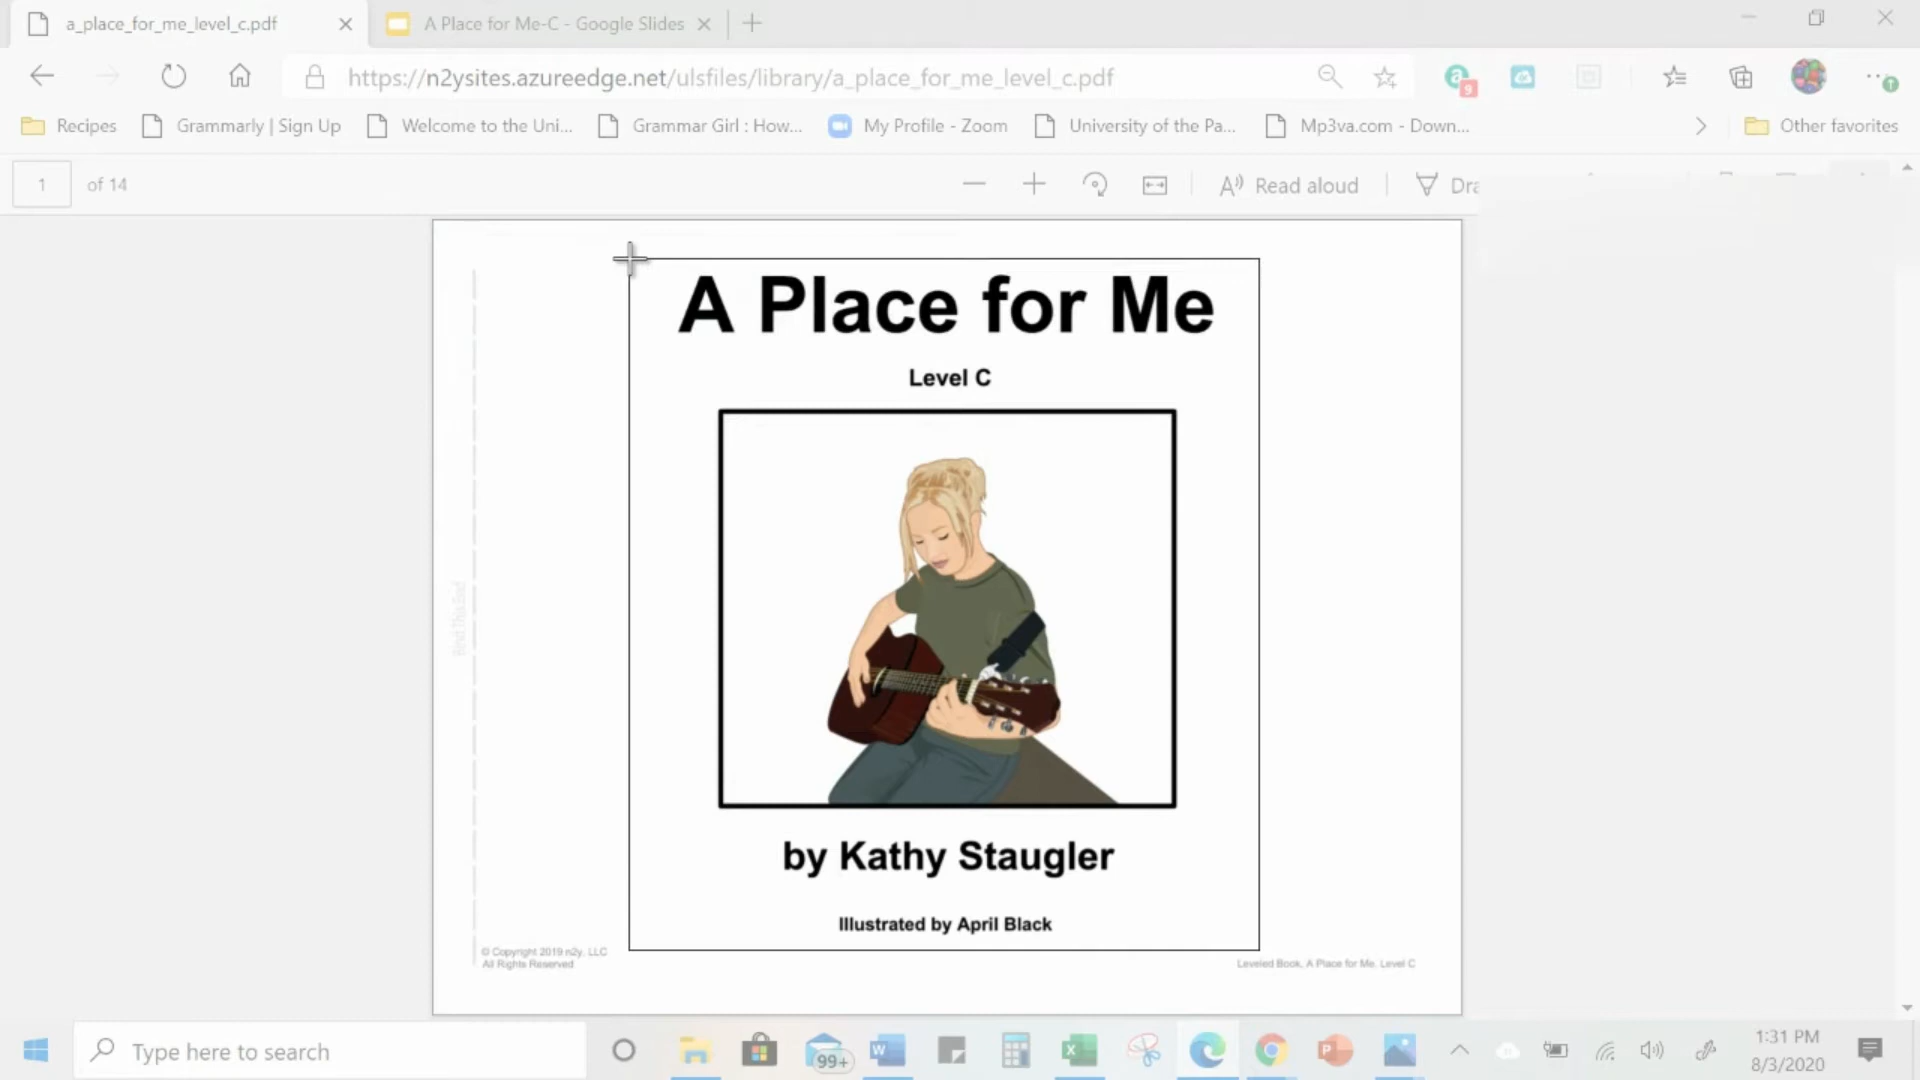 a_place_for_me_level_c.pdf
A Place for Me-C - Google Slides
https://n2ysites.azureedge.net/ulsfiles/library/a_place_for_me_level_c.pdf
a
9
Recipes
Grammarly | Sign Up
Welcome to the Uni...
Grammar Girl : How...
My Profile - Zoom
University of the Pa...
Mp3va.com - Down...
Other favorites
1
of 14
A Read aloud
Dra
A Place for Me
Level C
Bind This End
by Kathy Staugler
Illustrated by April Black
© Copyright 2019 n2y, LLC
All Rights Reserved
Leveled Book, A Place for Me, Level C
Type here to search
99+
W
X
P
1:31 PM
8/3/2020